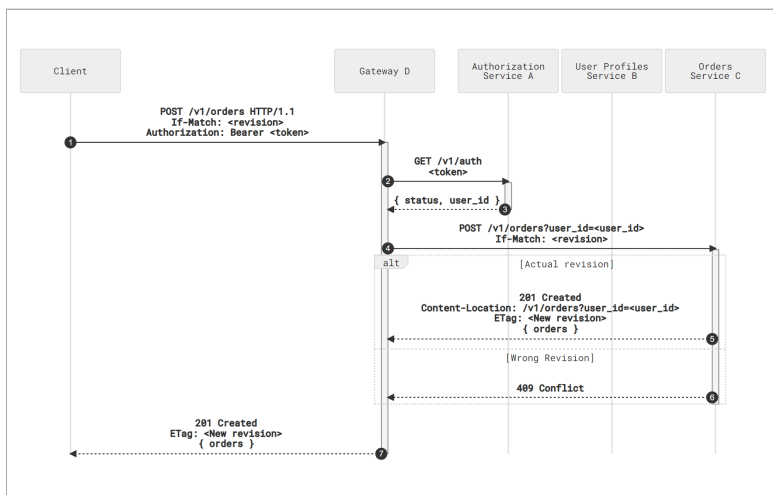 Client
Gateway D
Authorization
Service A
User Profiles
Service B
Orders
Service C
POST /v1/orders HTTP/1.1
If-Match: <revision>
Authorization: Bearer <token>
1
GET /v1/auth
<token>
2
{ status, user_id }
3
POST /v1/orders?user_id=<user_id>
If-Match: <revision>
4
alt
[Actual revision]
201 Created
Content-Location: /v1/orders?user_id=<user_id>
ETag: <New revision>
{ orders }
5
[Wrong Revision]
409 Conflict
6
201 Created
ETag: <New revision>
{ orders }
7